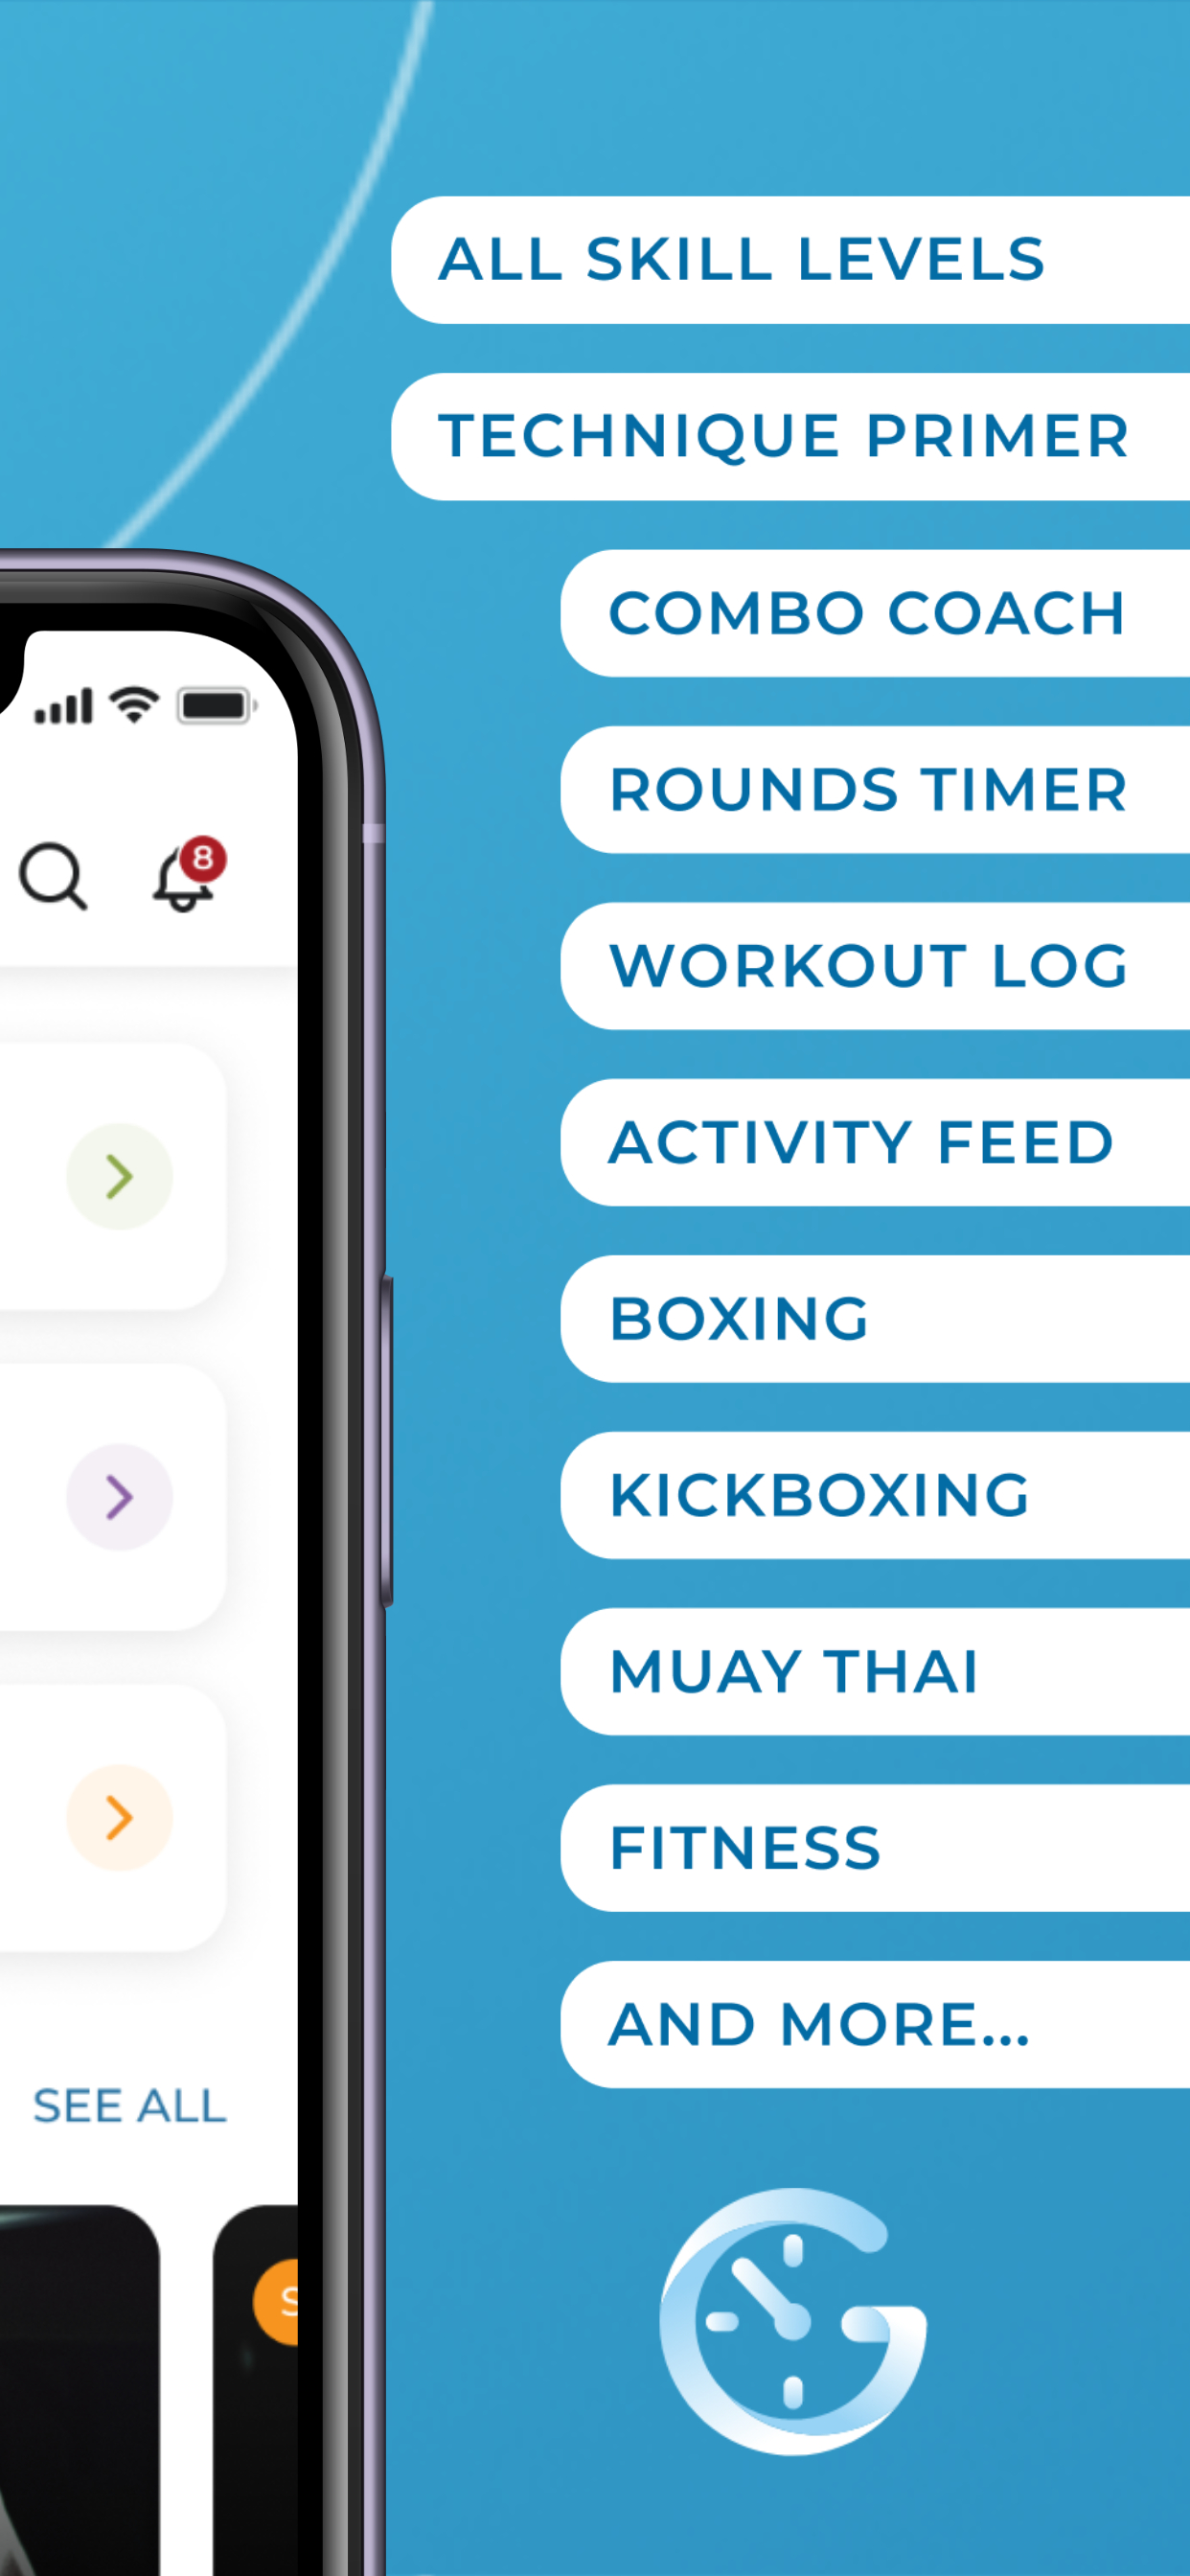 ALL SKILL LEVELS
TECHNIQUE PRIMER
COMBO COACH
ROUNDS TIMER
8
WORKOUT LOG
ACTIVITY FEED
BOXING
KICKBOXING
MUAY THAI
FITNESS
AND MORE...
SEE ALL
S